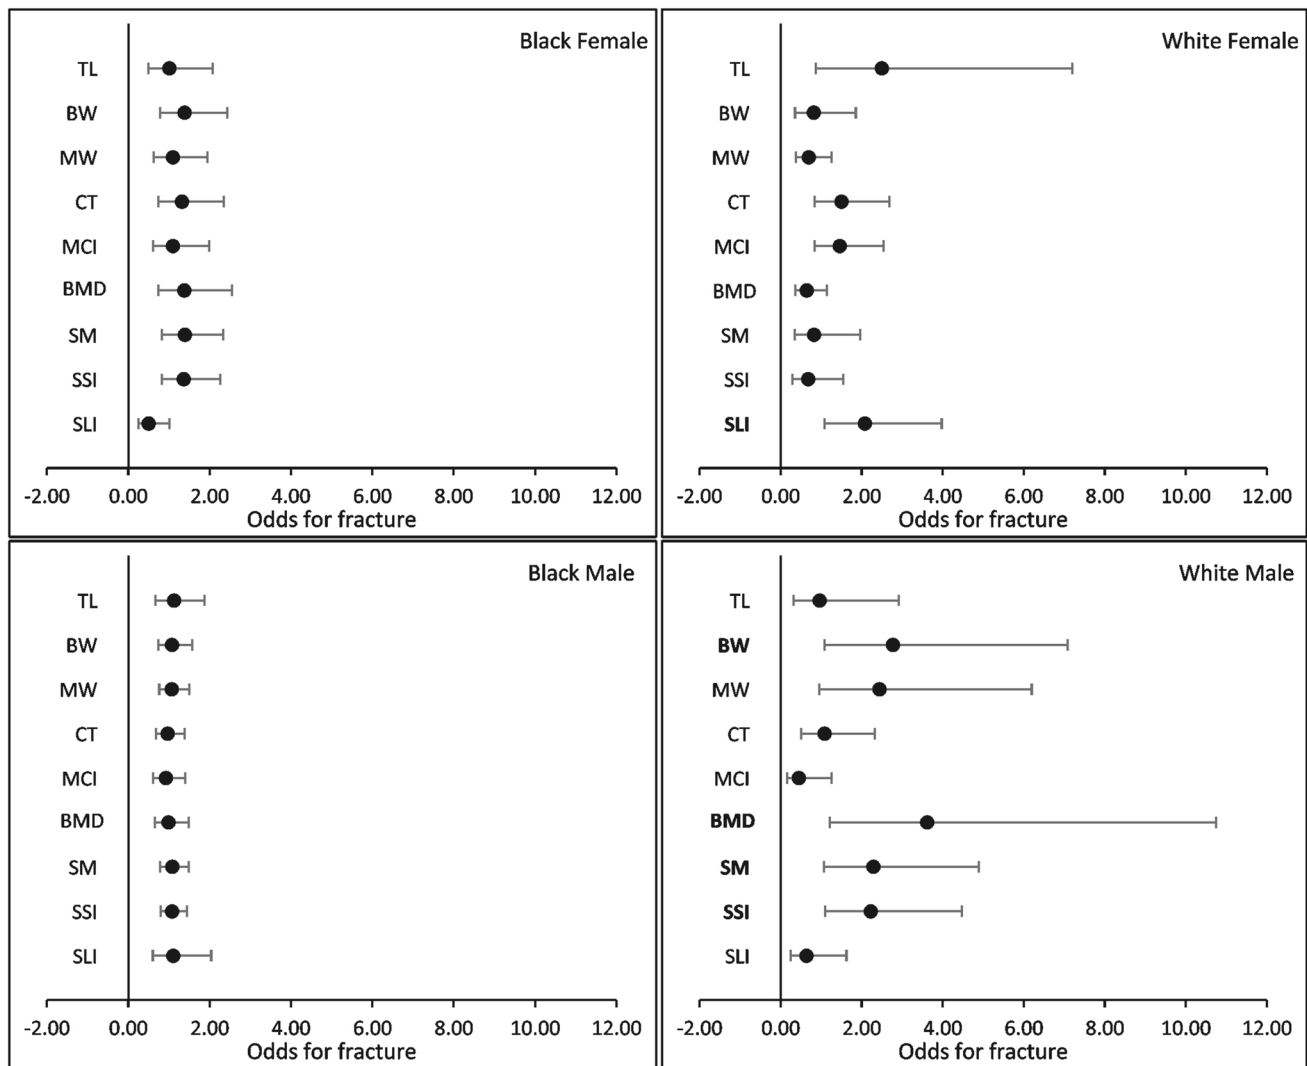 Black Female
TL
BW
MW
CT
MCI
BMD
SM
SSI
SLI
-2.00 0.00 2.00 4.00 6.00 8.00 10.00 12.00
Odds for fracture
White Female
TL
BW
MW
CT
MCI
BMD
SM
SSI
SLI
-2.00 0.00 2.00 4.00 6.00 8.00 10.00 12.00
Odds for fracture
Black Male
TL
BW
MW
CT
MCI
BMD
SM
SSI
SLI
-2.00 0.00 2.00 4.00 6.00 8.00 10.00 12.00
Odds for fracture
White Male
TL
BW
MW
CT
MCI
BMD
SM
SSI
SLI
-2.00 0.00 2.00 4.00 6.00 8.00 10.00 12.00
Odds for fracture